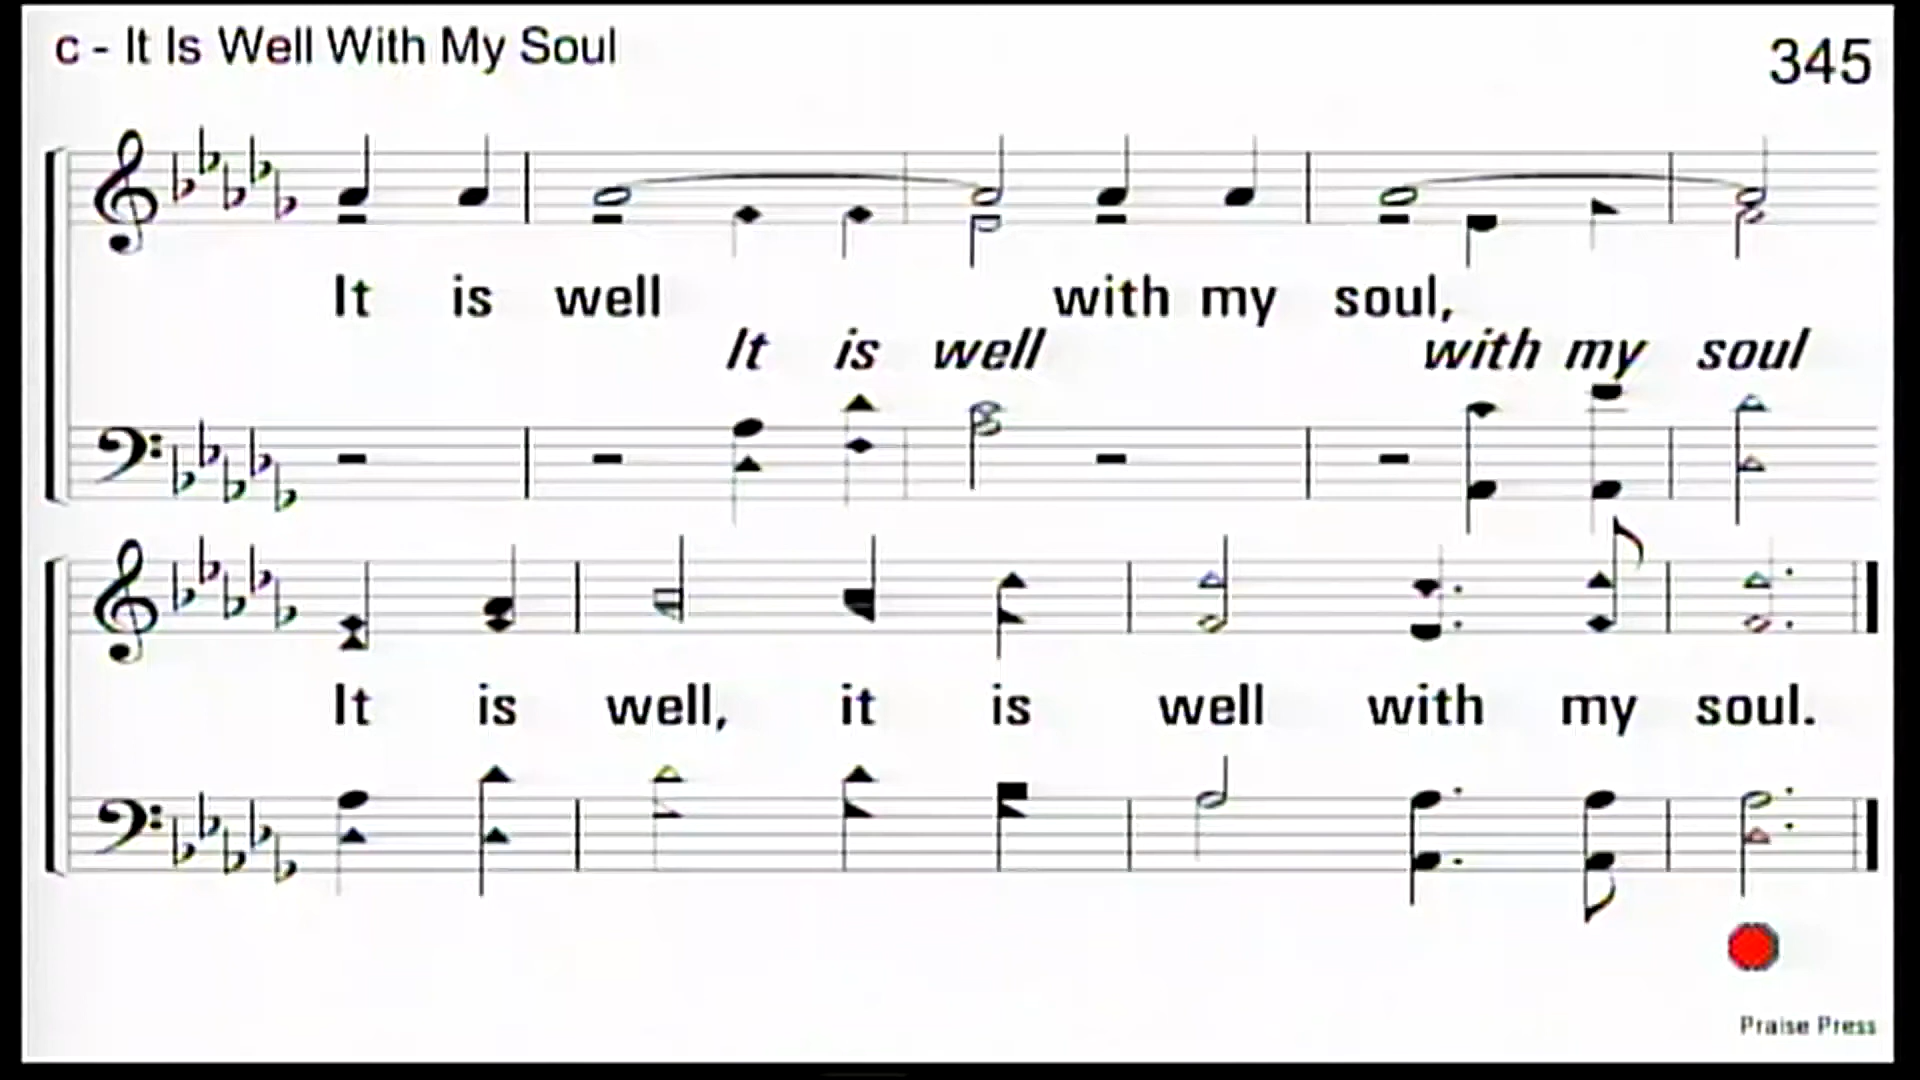 c - It Is Well With My Soul
345
It is well with my soul,
It is well with my soul
It is well, it is well with my soul.
Praise Press